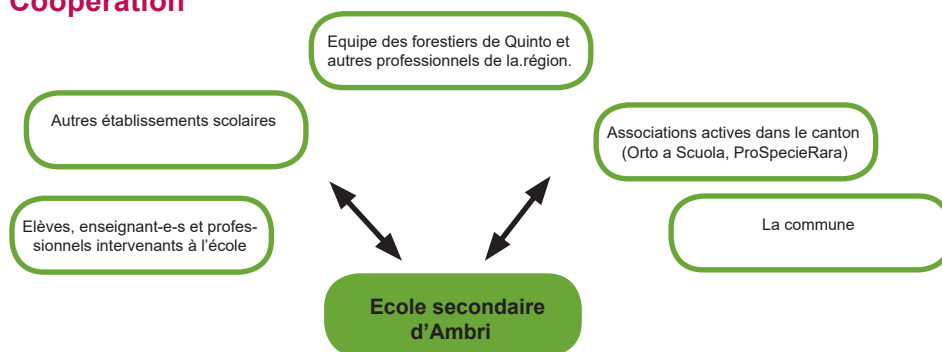 Coopération
Equipe des forestiers de Quinto et
autres professionnels de la.région.
Autres établissements scolaires
Associations actives dans le canton
(Orto a Scuola, ProSpecieRara)
Elèves, enseignant-e-s et profes-
sionnels intervenants à l'école
La commune
Ecole secondaire
d'Ambri